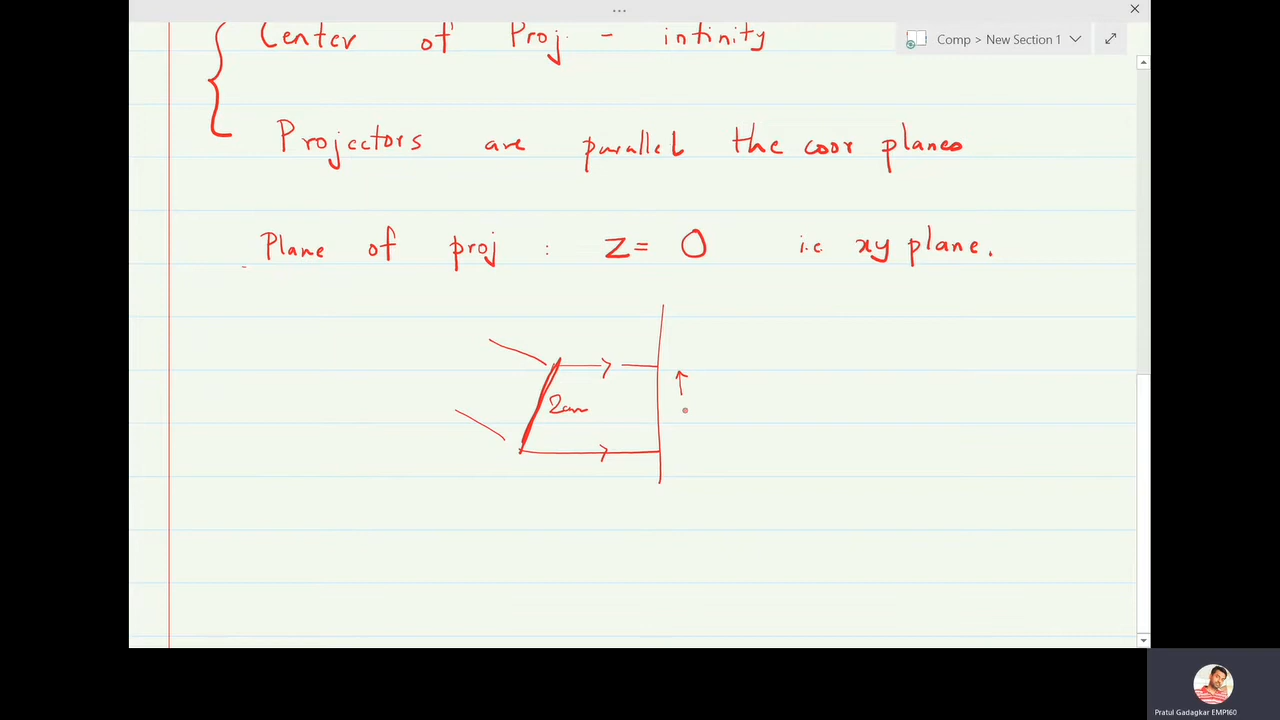 Center of Proj. - infinity
Comp > New Section 1
Projectors are parallel the coor planes
Plane of proj : z = 0 i.e xy plane.
2cm
Pratul Gadagkar EMP160